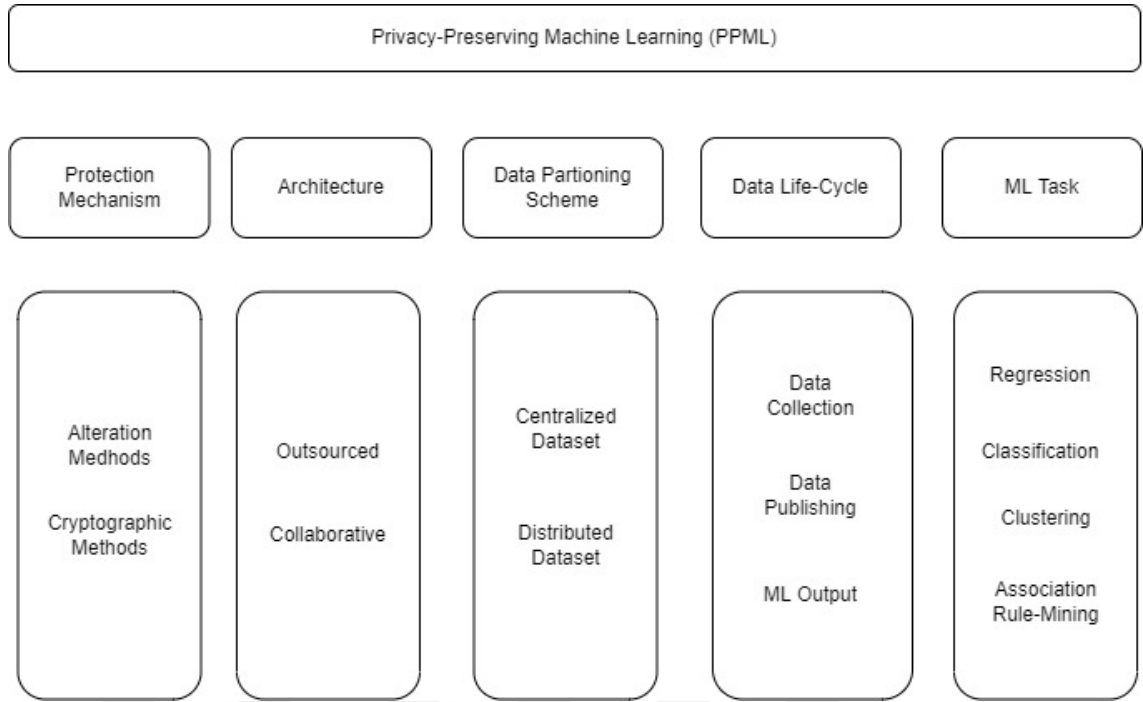 Privacy-Preserving Machine Learning (PPML)
Protection
Mechanism
Architecture
Data Partioning
Scheme
Data Life-Cycle
ML Task
Alteration
Medhods
Cryptographic
Methods
Outsourced
Collaborative
Centralized
Dataset
Distributed
Dataset
Data
Collection
Data
Publishing
ML Output
Regression
Classification
Clustering
Association
Rule-Mining